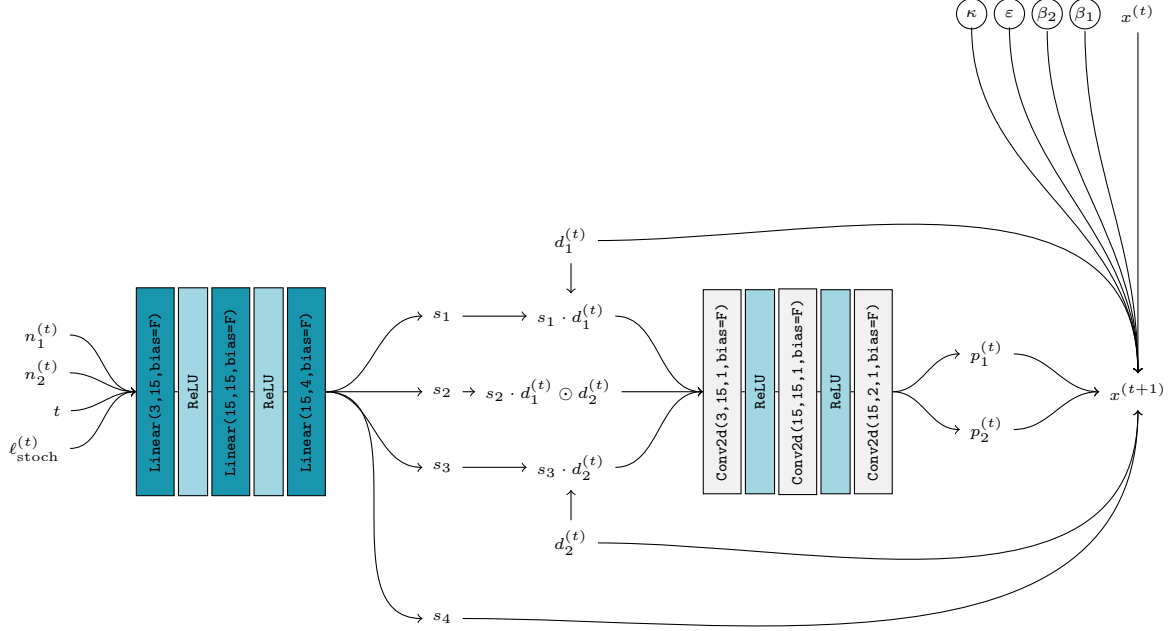 κ ε β₂ β₁ x^{(t)}
d₁^{(t)}
n₁^{(t)}
n₂^{(t)}
t
ℓ_{stoch}^{(t)}
Linear(3,15,bias=F)
ReLU
Linear(15,15,bias=F)
ReLU
Linear(15,4,bias=F)
s₁
s₁ · d₁^{(t)}
s₂
s₂ · d₁^{(t)} ⊙ d₂^{(t)}
s₃
s₃ · d₂^{(t)}
d₂^{(t)}
s₄
Conv2d(3,15,1,bias=F)
ReLU
Conv2d(15,15,1,bias=F)
ReLU
Conv2d(15,2,1,bias=F)
p₁^{(t)}
p₂^{(t)}
x^{(t+1)}